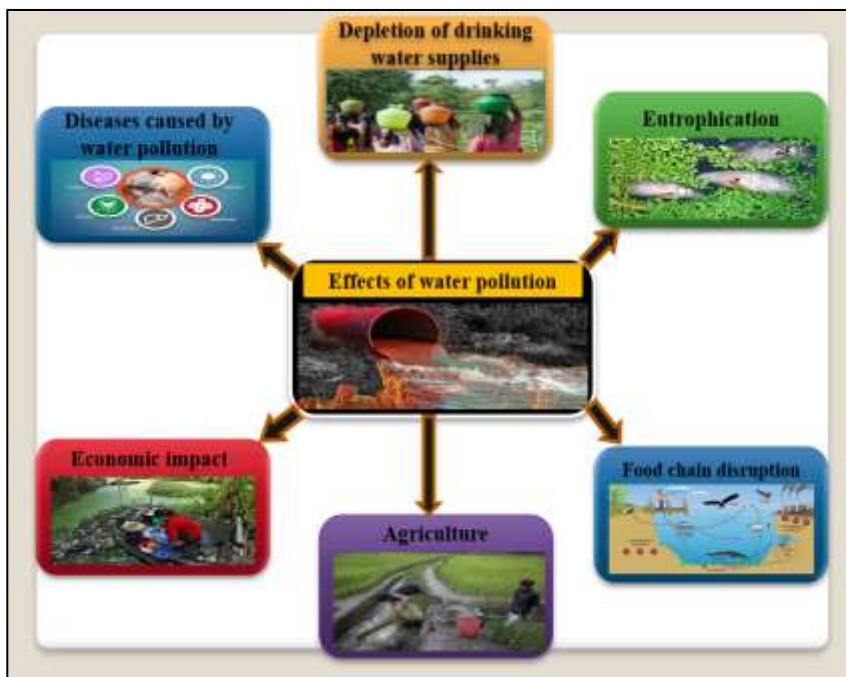 Depletion of drinking
water supplies
Diseases caused by
water pollution
Eutrophication
Effects of water pollution
Economic impact
Food chain disruption
Agriculture